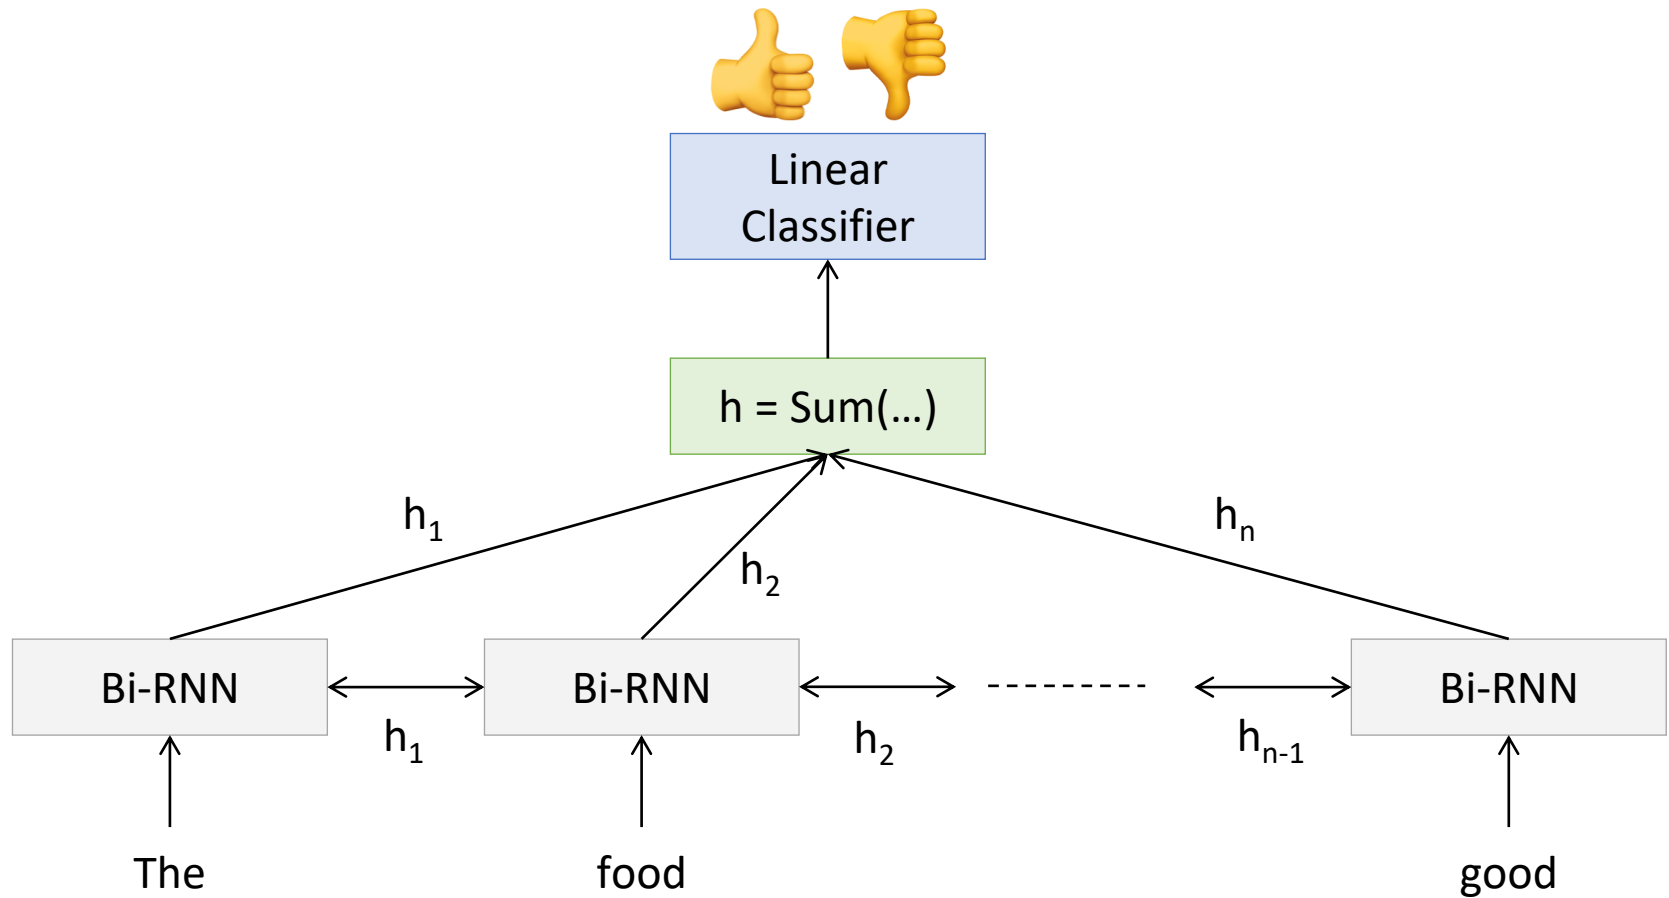 Linear
Classifier
h = Sum(...)
h1
hn
h2
Bi-RNN
Bi-RNN
Bi-RNN
h1
h2
hn-1
The
food
good